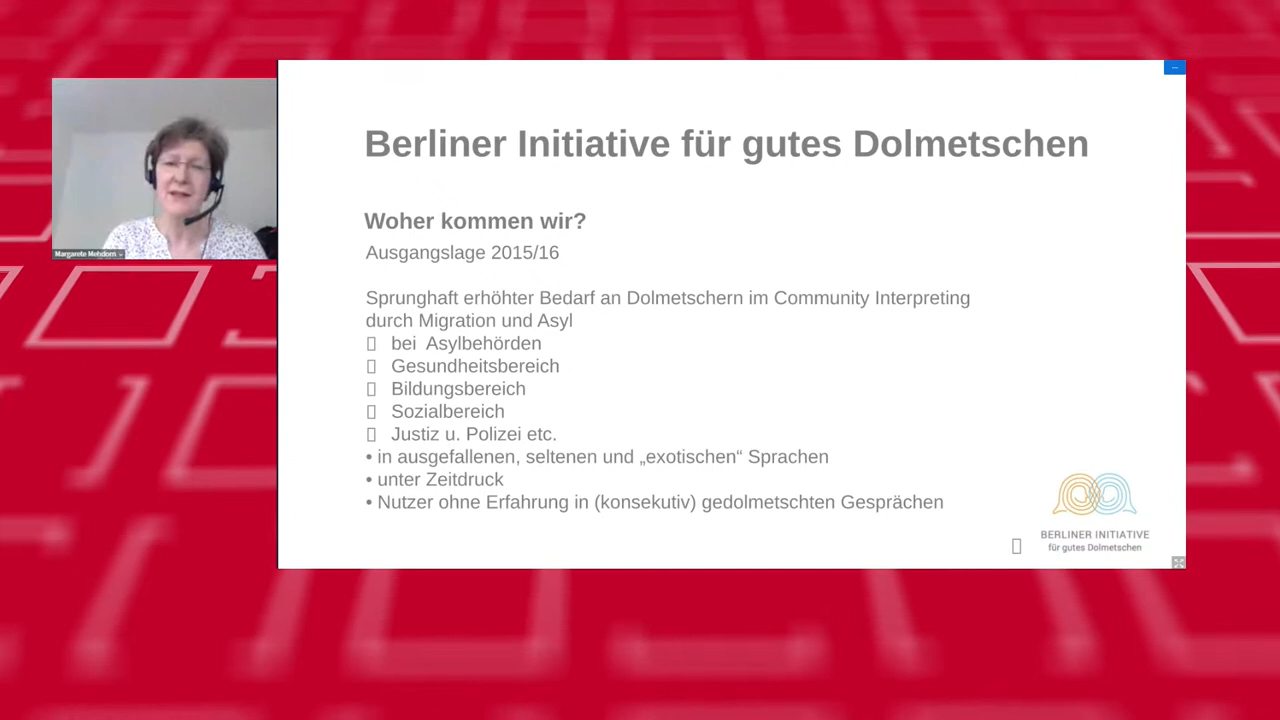 Berliner Initiative für gutes Dolmetschen
Woher kommen wir?
Ausgangslage 2015/16
Sprunghaft erhöhter Bedarf an Dolmetschern im Community Interpreting
durch Migration und Asyl
bei Asylbehörden
Gesundheitsbereich
Bildungsbereich
Sozialbereich
Justiz u. Polizei etc.
• in ausgefallenen, seltenen und „exotischen“ Sprachen
• unter Zeitdruck
• Nutzer ohne Erfahrung in (konsekutiv) gedolmetschten Gesprächen
BERLINER INITIATIVE
für gutes Dolmetschen
Margarete Mehdorn